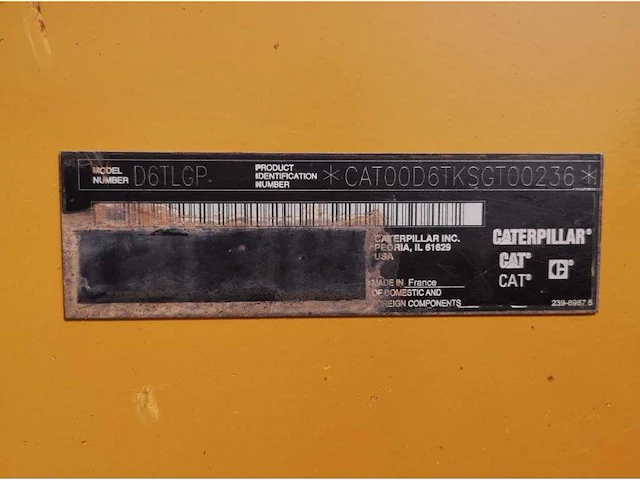 MODEL NUMBER D6TLGP
PRODUCT IDENTIFICATION NUMBER *CAT00D6TKSGT00236*
CATERPILLAR INC.
PEORIA, IL 61629
USA
MADE IN France
OF DOMESTIC AND
FOREIGN COMPONENTS
CATERPILLAR®
CAT®
CAT®
C®
239-6987 5